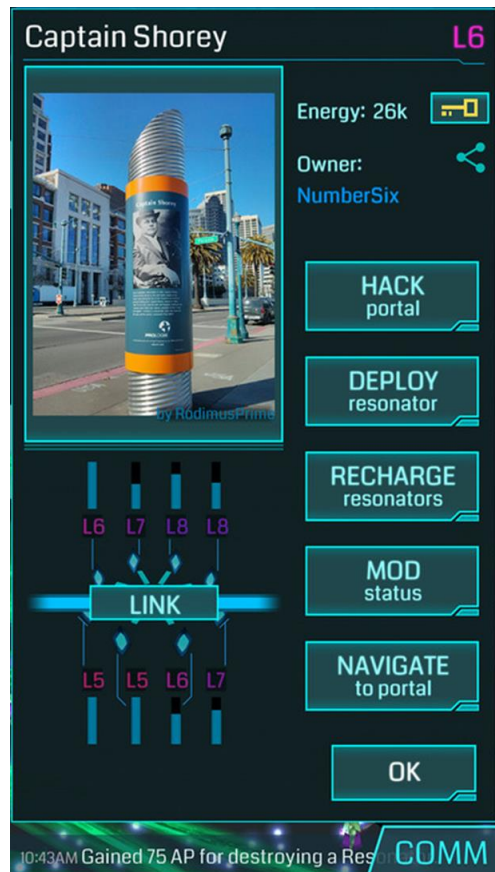 Captain Shorey
L6
Energy: 26k
Owner:
NumberSix
Captain Shorey
by RodimusPrime
HACK
portal
DEPLOY
resonator
RECHARGE
resonators
MOD
status
NAVIGATE
to portal
OK
L6 L7 L8 L8
LINK
L5 L5 L6 L7
10:43AM Gained 75 AP for destroying a
COMM